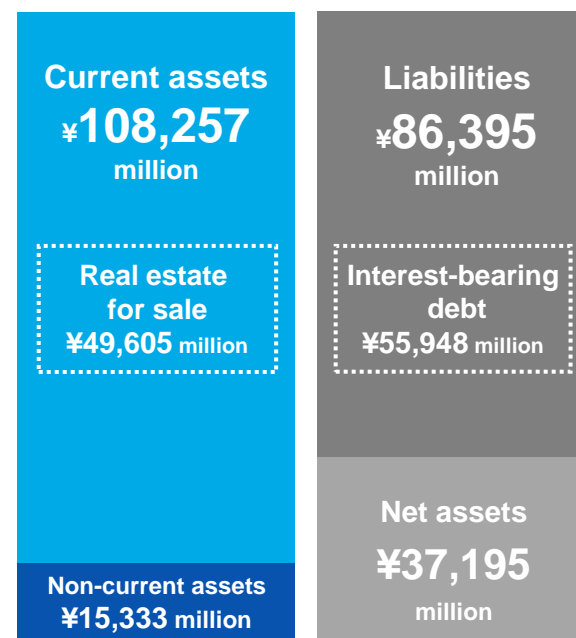 Current assets
¥108,257
million
Real estate
for sale
¥49,605 million
Non-current assets
¥15,333 million
Liabilities
¥86,395
million
Interest-bearing
debt
¥55,948 million
Net assets
¥37,195
million